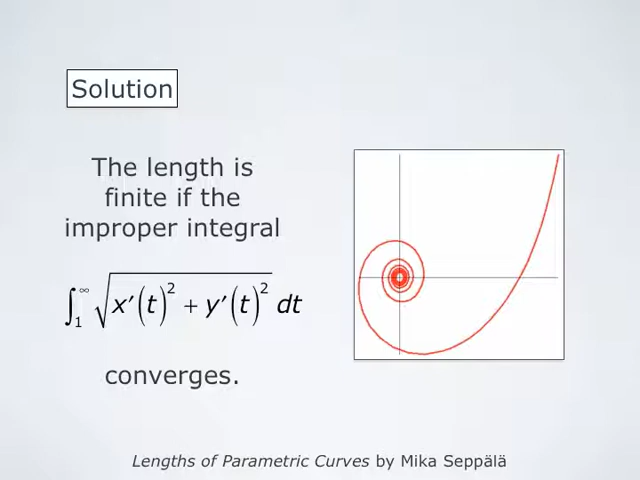 Solution
The length is
finite if the
improper integral
∫₁^∞ √(x′(t)² + y′(t)²) dt
converges.
Lengths of Parametric Curves by Mika Seppälä